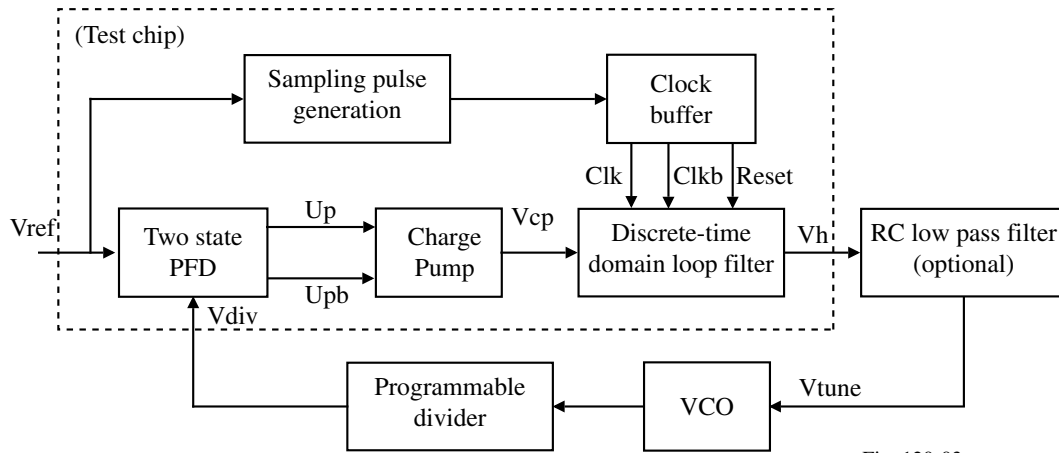 (Test chip)
Sampling pulse
generation
Clock
buffer
Clk
Clkb
Reset
Vref
Two state
PFD
Up
Upb
Charge
Pump
Vcp
Discrete-time
domain loop filter
Vh
RC low pass filter
(optional)
Vdiv
Programmable
divider
VCO
Vtune